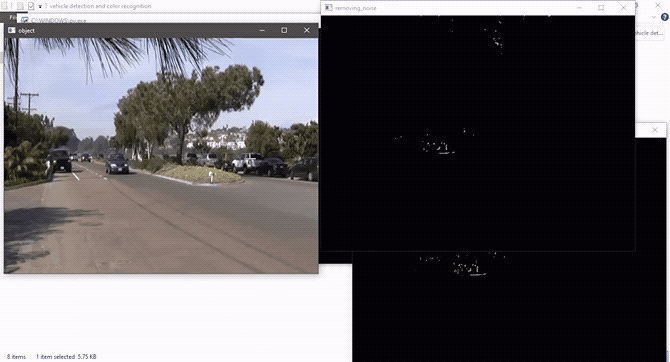 vehicle detection and color recognition
C:\WINDOWS\py.exe
removing_noise
object
8 items 1 item selected 5.75 KB